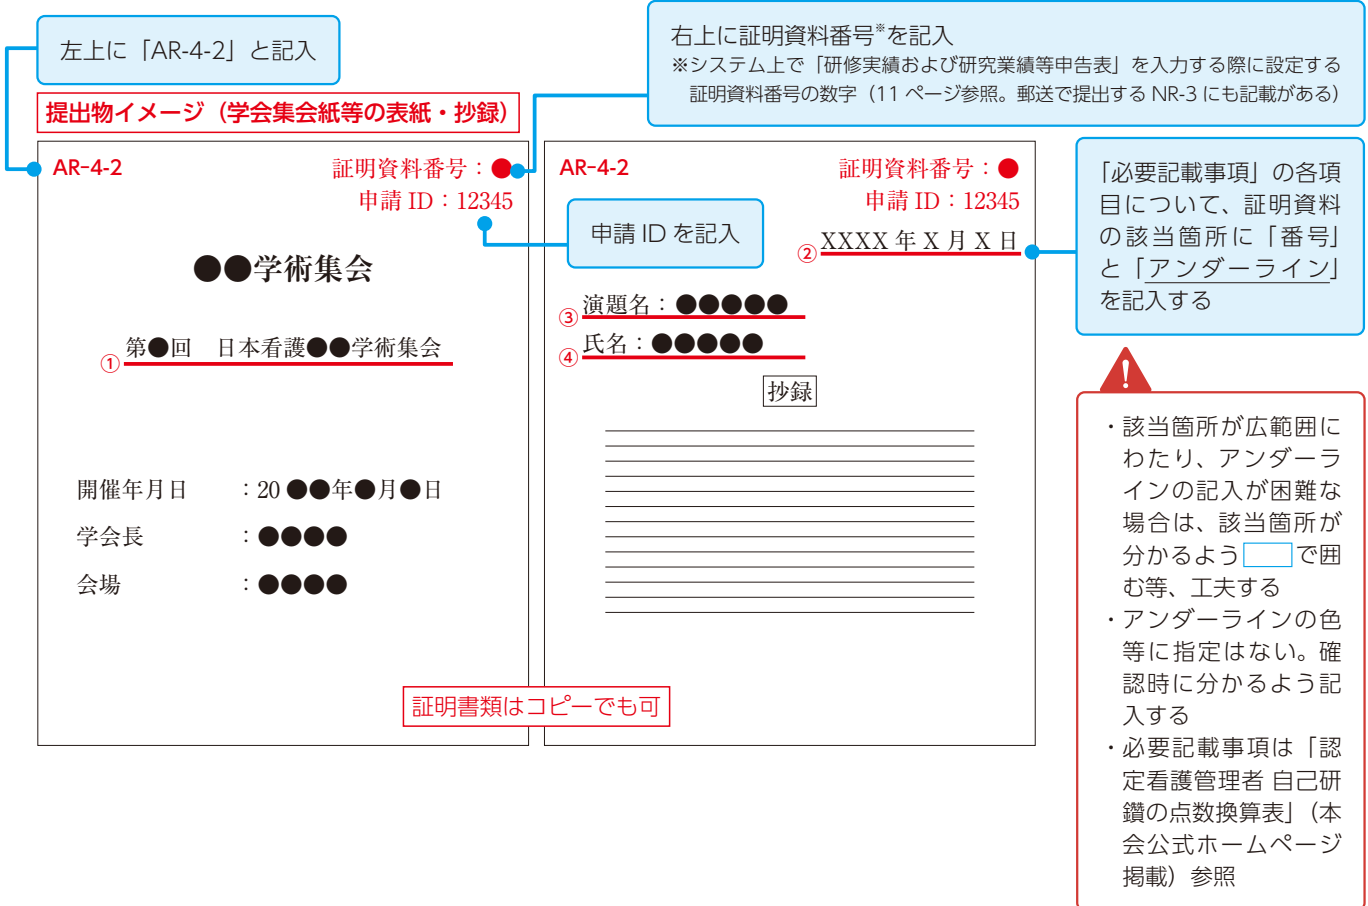 左上に「AR-4-2」と記入
右上に証明資料番号※を記入
※システム上で「研修実績および研究業績等申告表」を入力する際に設定する
証明資料番号の数字（11 ページ参照。郵送で提出する NR-3 にも記載がある）
提出物イメージ（学会集会紙等の表紙・抄録）
AR-4-2
証明資料番号：●
申請 ID：12345
●●学術集会
① 第●回　日本看護●●学術集会
開催年月日　：20 ●●年●月●日
学会長　：●●●●
会場　：●●●●
申請 ID を記入
AR-4-2
証明資料番号：●
申請 ID：12345
② XXXX 年 X 月 X 日
③ 演題名：●●●●●
④ 氏名：●●●●●
抄録
証明書類はコピーでも可
「必要記載事項」の各項
目について、証明資料
の該当箇所に「番号」
と「アンダーライン」
を記入する
!
・該当箇所が広範囲に
わたり、アンダーラ
インの記入が困難な
場合は、該当箇所が
分かるよう　　で囲
む等、工夫する
・アンダーラインの色
等に指定はない。確
認時に分かるよう記
入する
・必要記載事項は「認
定看護管理者 自己研
鑽の点数換算表」（本
会公式ホームページ
掲載）参照